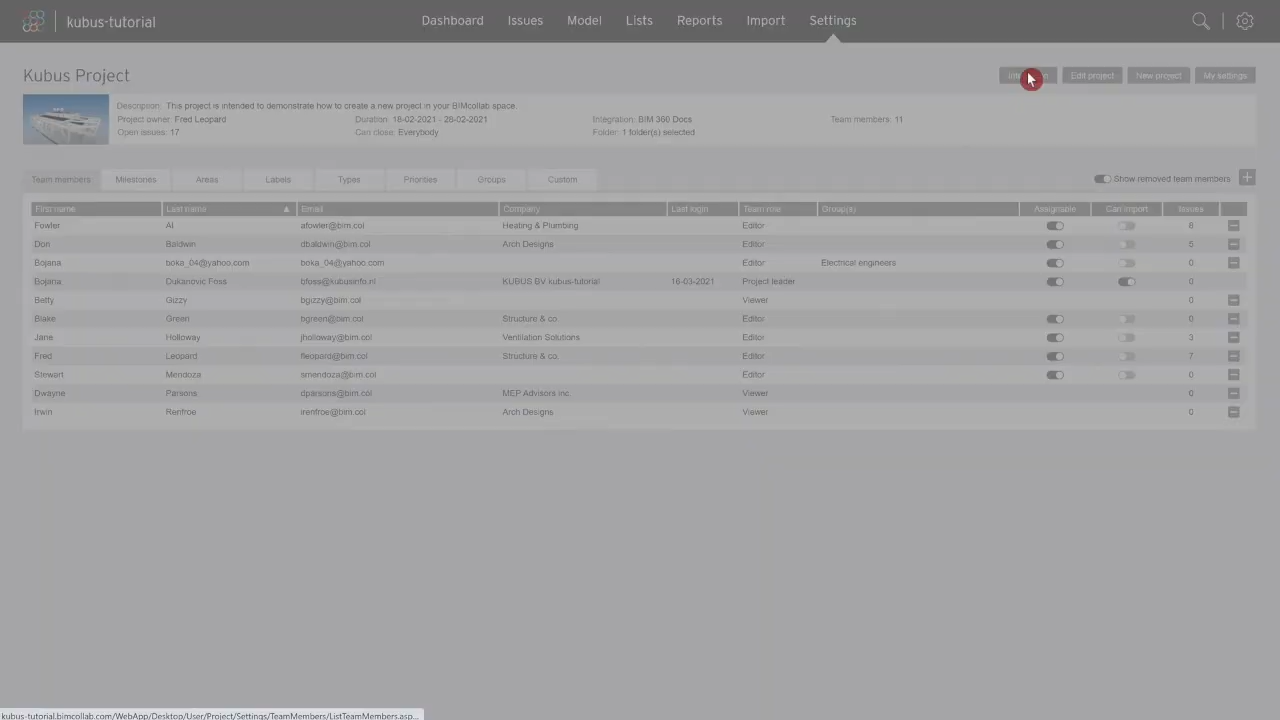 kubus-tutorial
Dashboard Issues Model Lists Reports Import Settings
Kubus Project
Edit project New project My settings
Description: This project is intended to demonstrate how to create a new project in your BIMcollab space.
Project owner: Fred Leopard Duration: 18-02-2021 - 28-02-2021 Integration: BIM 360 Docs Team members: 11
Open issues: 17 Can close: Everybody Folder: 1 folder(s) selected
Team members Milestones Areas Labels Types Priorities Groups Custom Show removed team members
First name Last name Email Company Last login Team role Group(s) Assignable Can import Issues
Fowler Al afowler@bim.col Heating & Plumbing Editor 8
Don Baldwin dbaldwin@bim.col Arch Designs Editor 5
Bojana boka_04@yahoo.com boka_04@yahoo.com Editor Electrical engineers 0
Bojana Dukanovic Foss bfoss@kubusinfo.nl KUBUS BV kubus-tutorial 16-03-2021 Project leader 0
Betty Gizzy bgizzy@bim.col Viewer 0
Blake Green bgreen@bim.col Structure & co. Editor 0
Jane Holloway jholloway@bim.col Ventilation Solutions Editor 3
Fred Leopard fleopard@bim.col Structure & co. Editor 7
Stewart Mendoza smendoza@bim.col Editor 0
Dwayne Parsons dparsons@bim.col MEP Advisors inc. Viewer 0
Irwin Renfroe irenfroe@bim.col Arch Designs Viewer 0
kubus-tutorial.bimcollab.com/WebApp/Desktop/User/Project/Settings/TeamMembers/ListTeamMembers.asp...